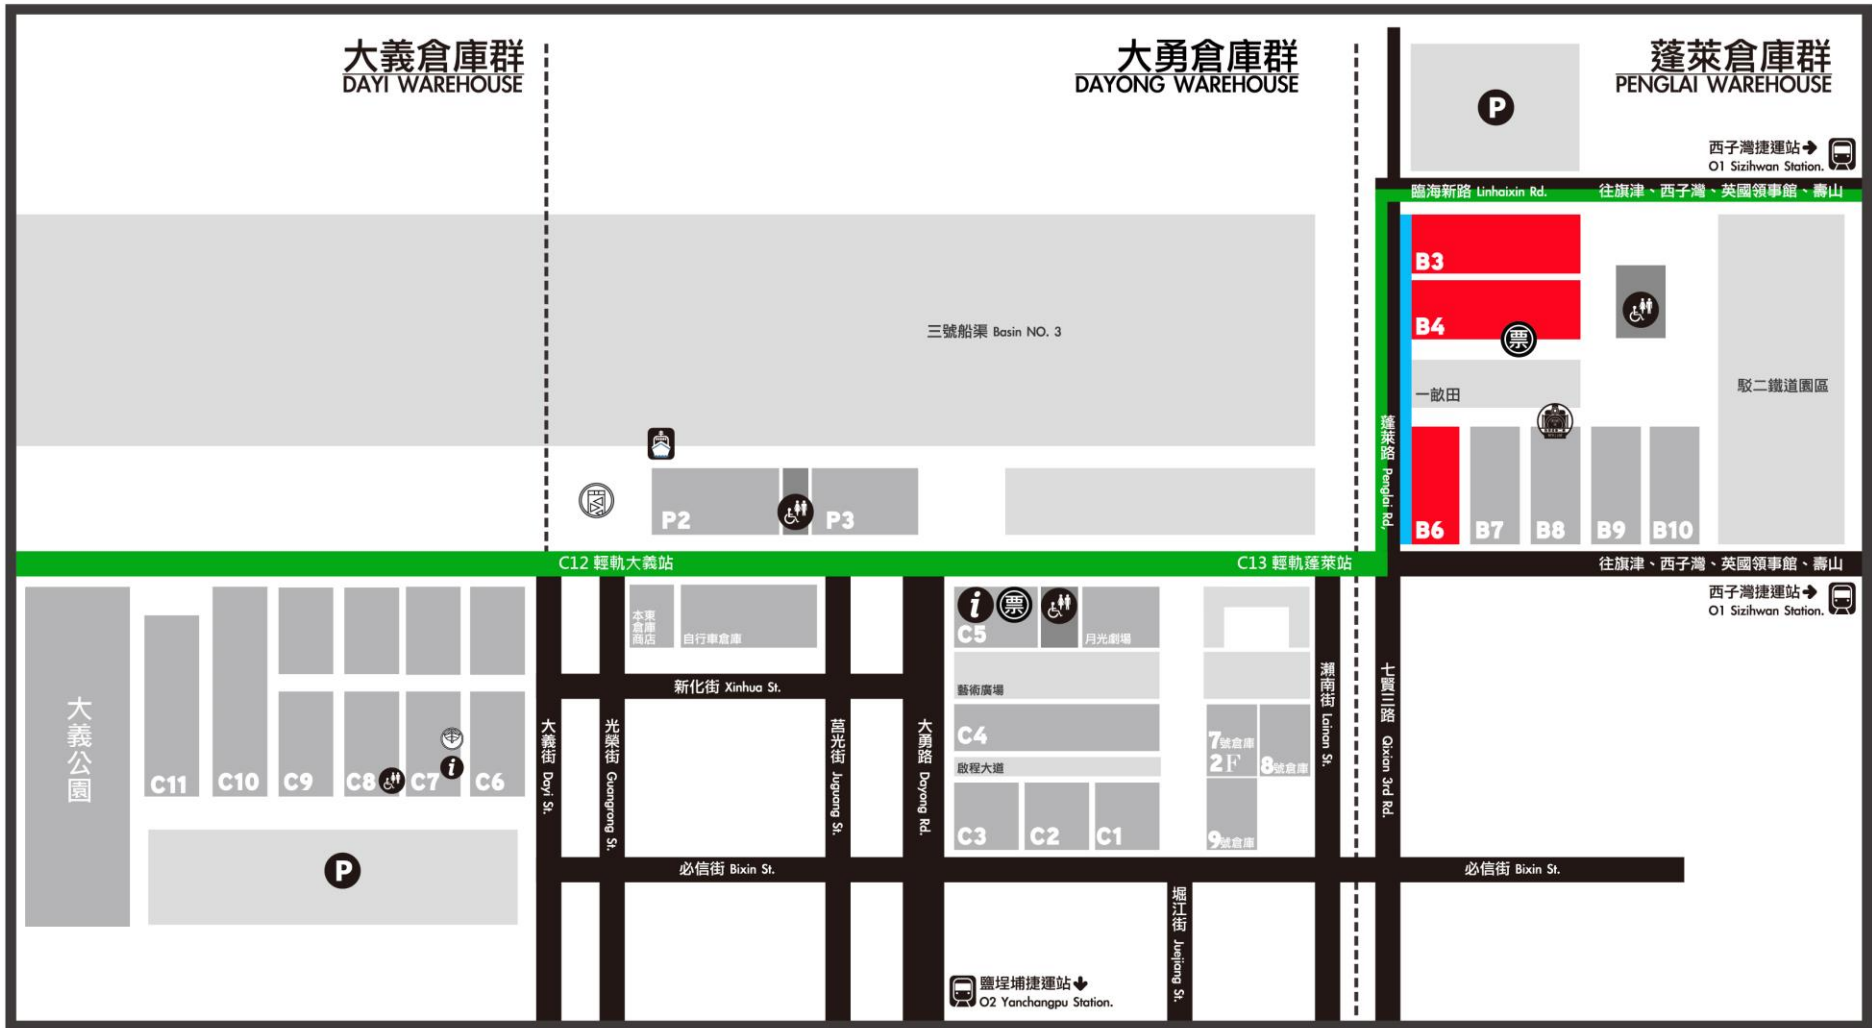 大義倉庫群
DAYI WAREHOUSE
大勇倉庫群
DAYONG WAREHOUSE
蓬萊倉庫群
PENGLAI WAREHOUSE
P
西子灣捷運站
O1 Sizihwan Station.
臨海新路 Linhaixin Rd.
往旗津、西子灣、英國領事館、壽山
B3
B4
票
三號船渠 Basin NO. 3
一畝田
駁二鐵道園區
蓬萊路 Penglai Rd,
P2
P3
B6
B7
B8
B9
B10
C12 輕軌大義站
C13 輕軌蓬萊站
往旗津、西子灣、英國領事館、壽山
西子灣捷運站
O1 Sizihwan Station.
本東
倉庫
商店
自行車倉庫
i
票
C5
月光劇場
新化街 Xinhua St.
藝術廣場
大義公園
C11
C10
C9
C8
C7
i
C6
大義街 Dayi St.
光榮街 Guangrong St.
莒光街 Juguang St.
大勇路 Dayong Rd.
C4
啟程大道
7號倉庫
2F
8號倉庫
瀨南街 Lainan St.
七賢三路 Qixian 3rd Rd.
C3
C2
C1
9號倉庫
P
必信街 Bixin St.
必信街 Bixin St.
堀江街 Juejiang St.
鹽埕埔捷運站
O2 Yanchangpu Station.